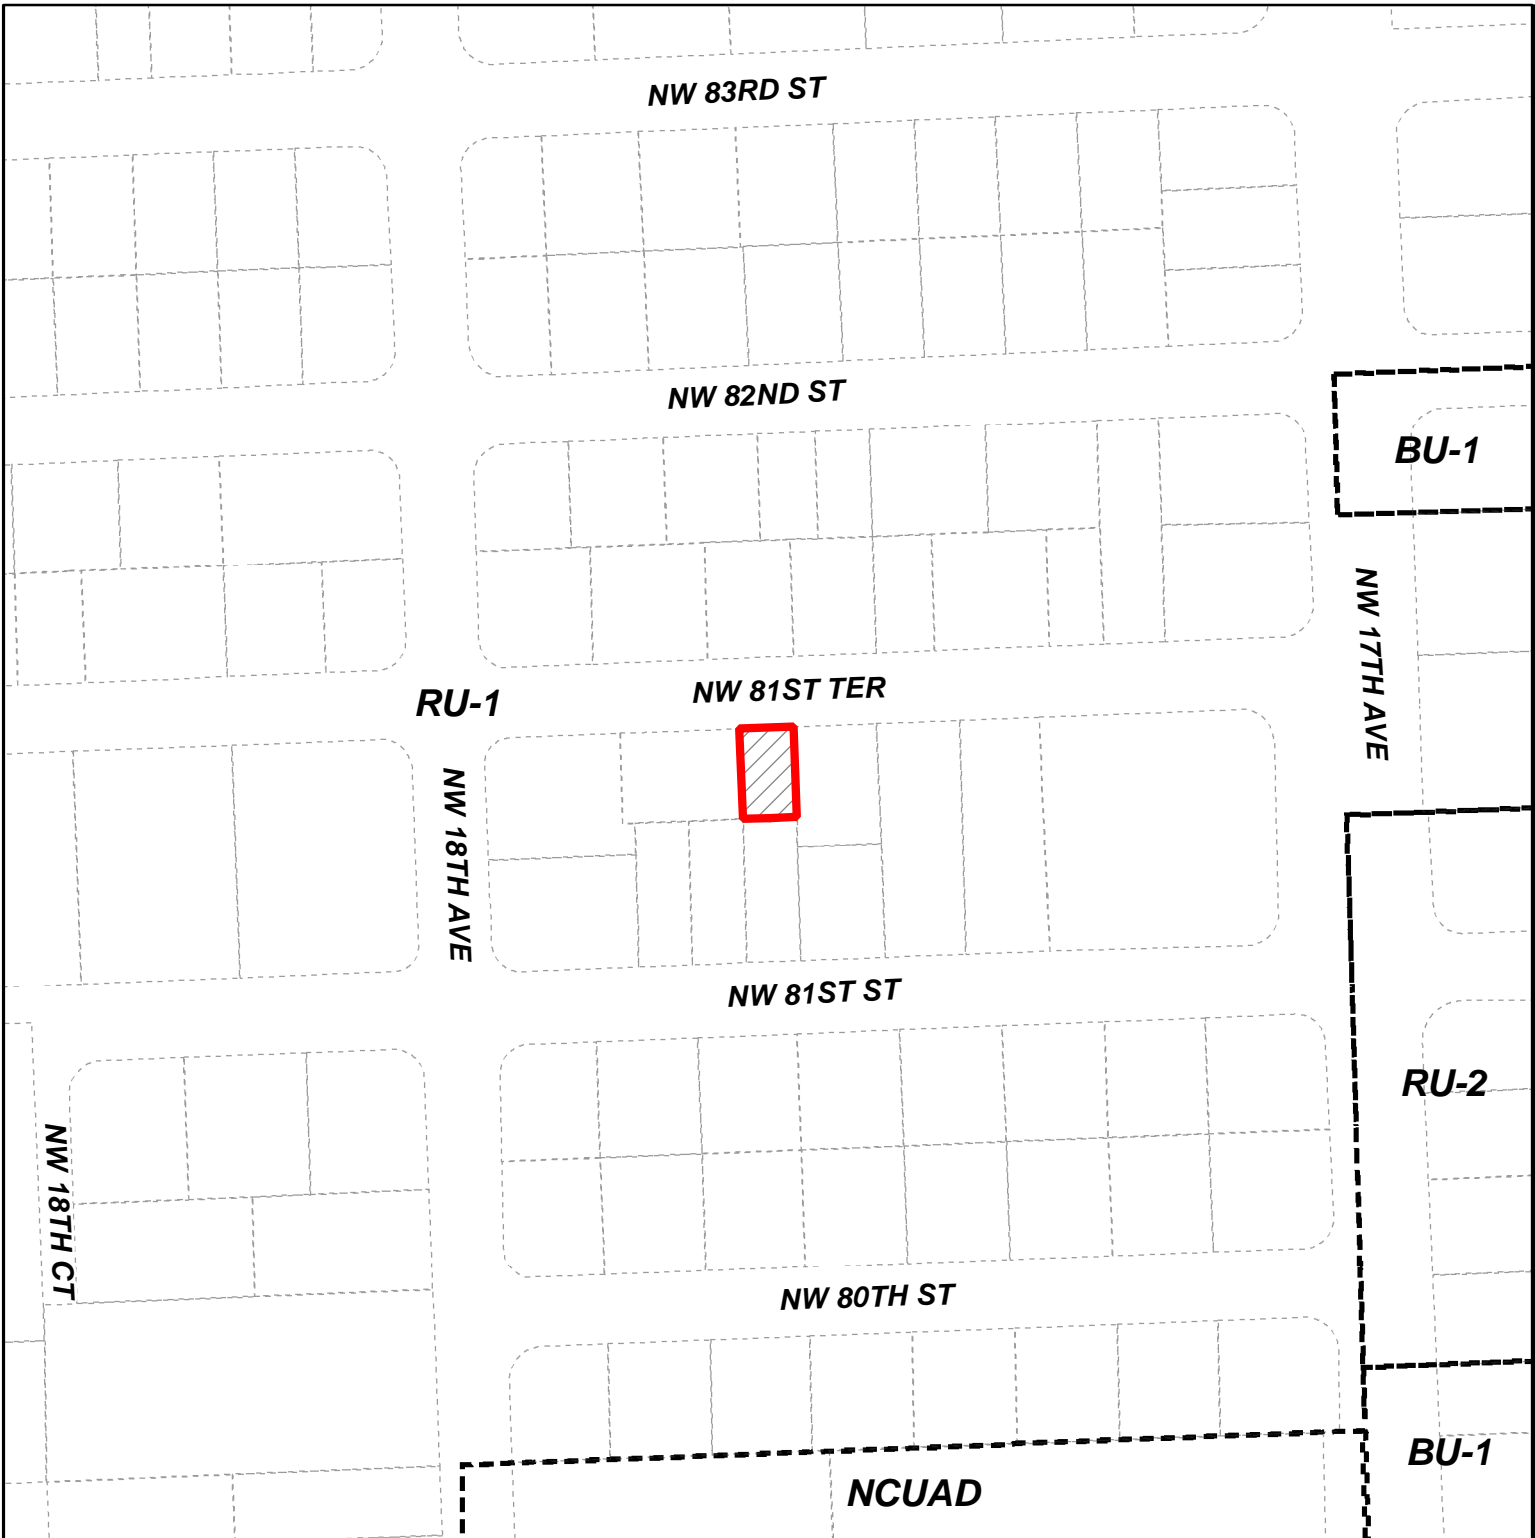 NW 83RD ST
NW 82ND ST
BU-1
NW 17TH AVE
NW 81ST TER
RU-1
NW 18TH AVE
NW 81ST ST
RU-2
NW 18TH CT
NW 80TH ST
BU-1
NCUAD